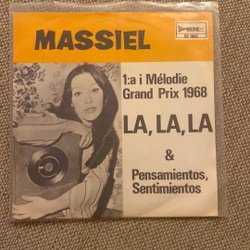 MASSIEL
1:a i Mélodie
Grand Prix 1968
LA, LA, LA
&
Pensamientos,
Sentimientos